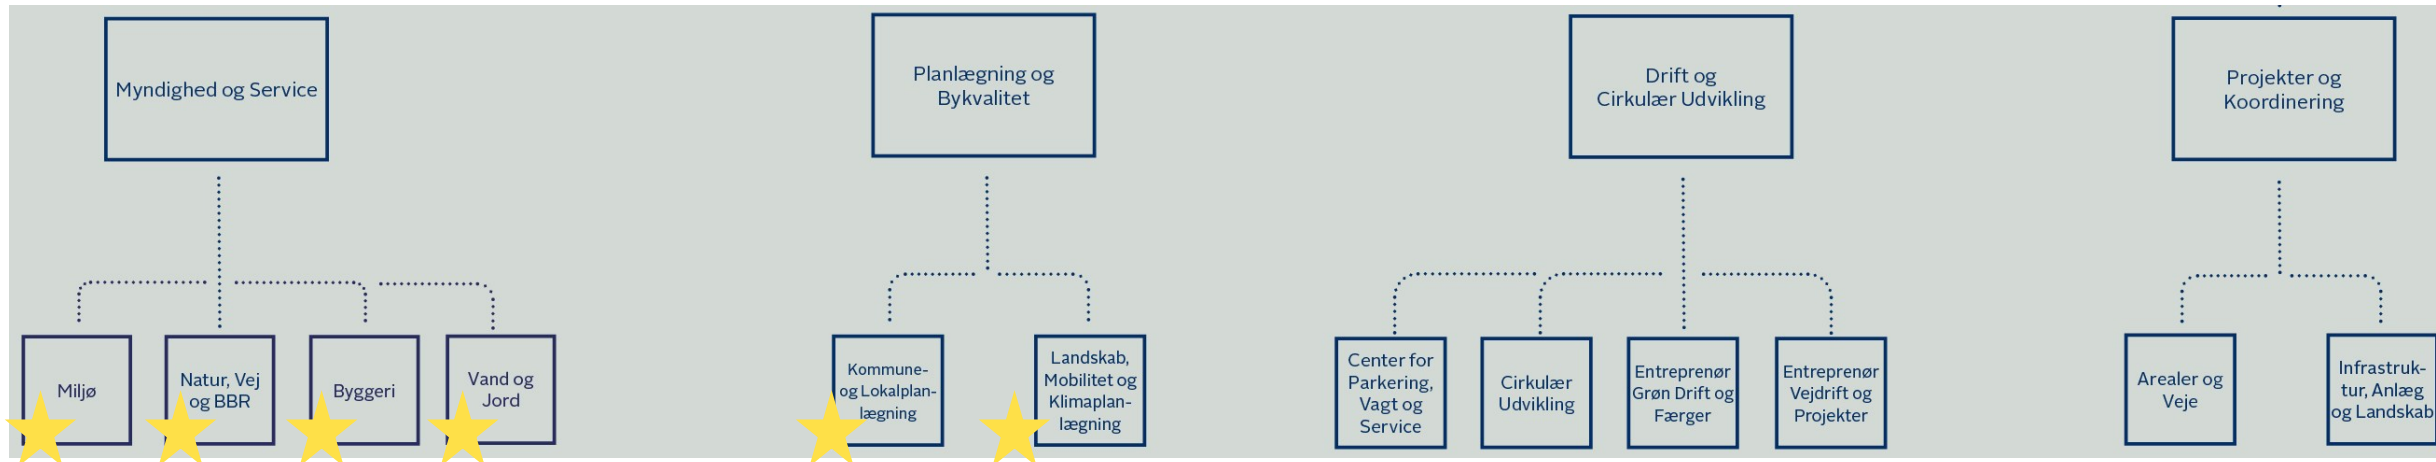 Myndighed og Service
Planlægning og
Bykvalitet
Drift og
Cirkulær Udvikling
Projekter og
Koordinering
Miljø
Natur, Vej
og BBR
Byggeri
Vand og
Jord
Kommune-
og Lokalplan-
lægning
Landskab,
Mobilitet og
Klimaplan-
lægning
Center for
Parkering,
Vagt og
Service
Cirkulær
Udvikling
Entreprenør
Grøn Drift og
Færger
Entreprenør
Vejdrift og
Projekter
Arealer og
Veje
Infrastruk-
tur, Anlæg
og Landskab